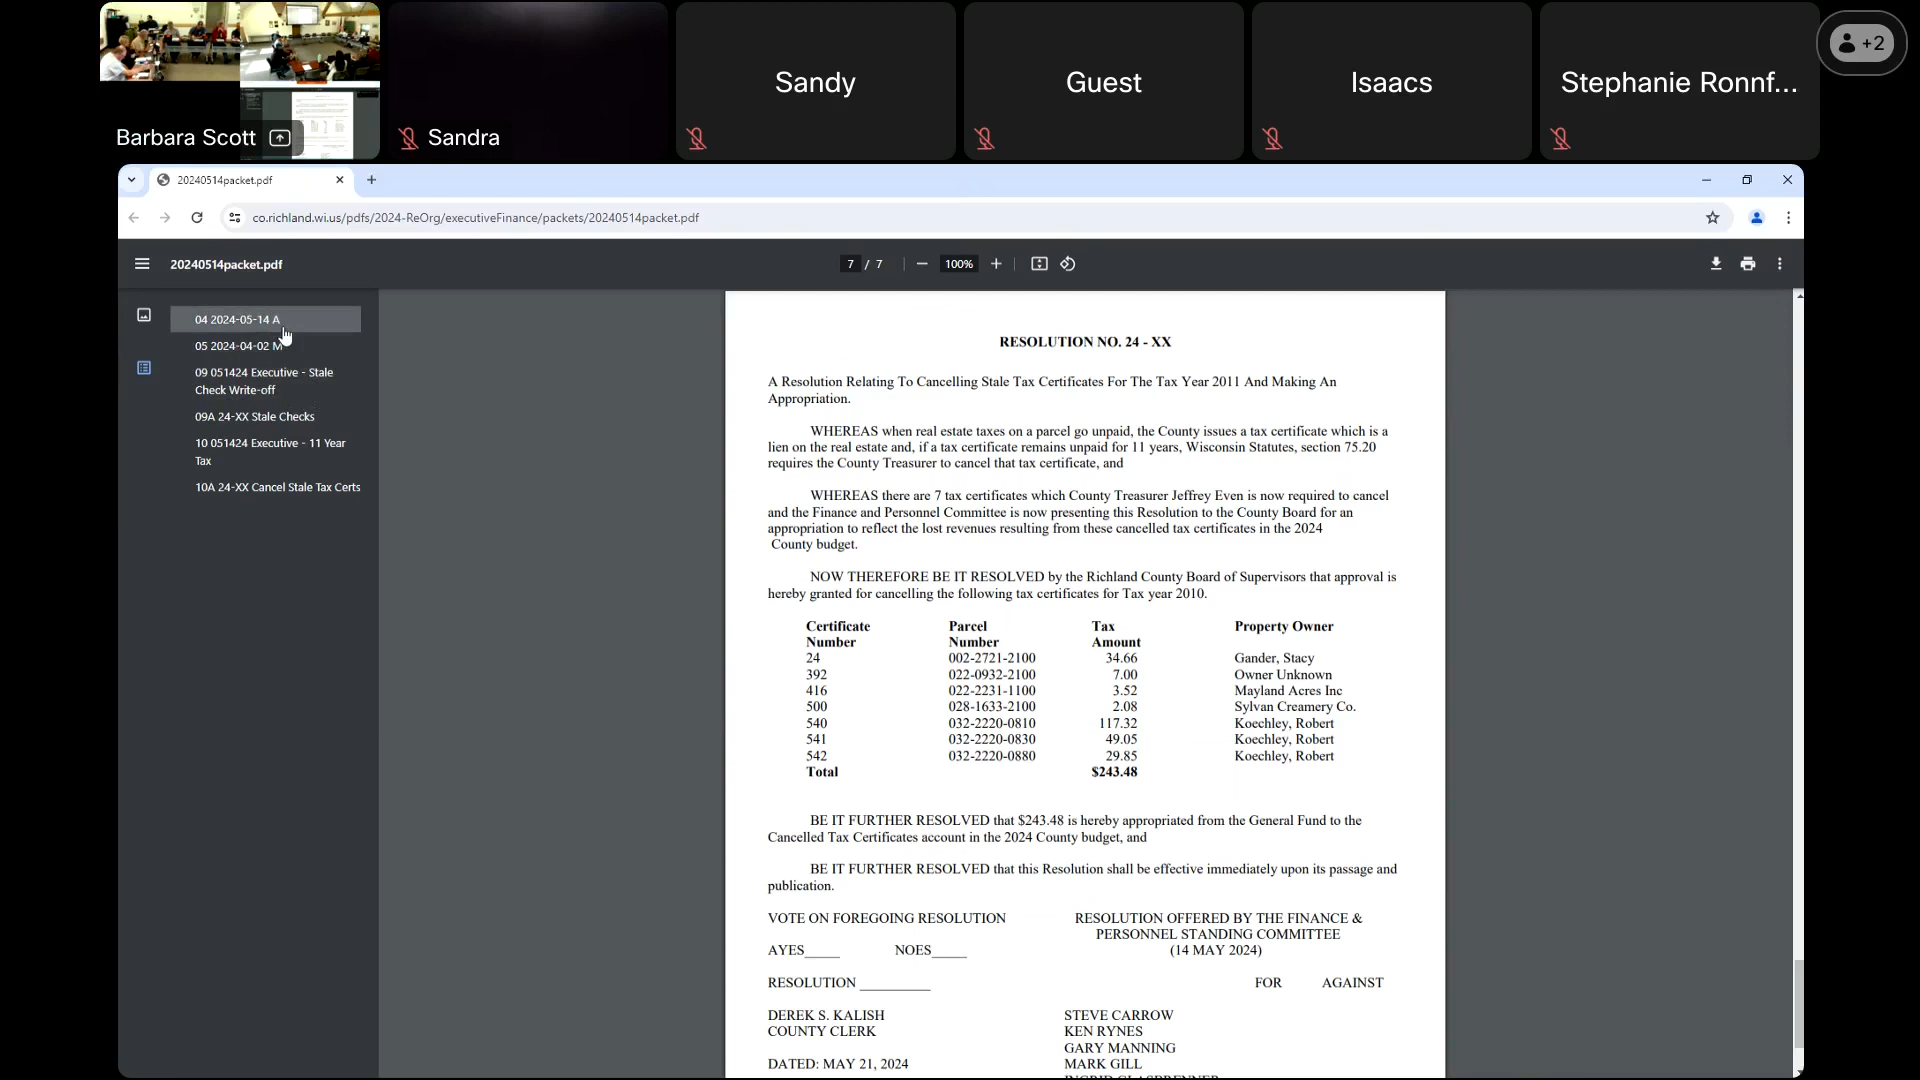 Sandy
Guest
Isaacs
Stephanie Ronnf...
+2
Barbara Scott
Sandra
20240514packet.pdf
co.richland.wi.us/pdfs/2024-ReOrg/executiveFinance/packets/20240514packet.pdf
20240514packet.pdf
7 / 7
100%
04 2024-05-14 A
05 2024-04-02 M
09 051424 Executive - Stale
Check Write-off
09A 24-XX Stale Checks
10 051424 Executive - 11 Year
Tax
10A 24-XX Cancel Stale Tax Certs
RESOLUTION NO. 24 - XX
A Resolution Relating To Cancelling Stale Tax Certificates For The Tax Year 2011 And Making An
Appropriation.
WHEREAS when real estate taxes on a parcel go unpaid, the County issues a tax certificate which is a
lien on the real estate and, if a tax certificate remains unpaid for 11 years, Wisconsin Statutes, section 75.20
requires the County Treasurer to cancel that tax certificate, and
WHEREAS there are 7 tax certificates which County Treasurer Jeffrey Even is now required to cancel
and the Finance and Personnel Committee is now presenting this Resolution to the County Board for an
appropriation to reflect the lost revenues resulting from these cancelled tax certificates in the 2024
County budget.
NOW THEREFORE BE IT RESOLVED by the Richland County Board of Supervisors that approval is
hereby granted for cancelling the following tax certificates for Tax year 2010.
Certificate Parcel Tax Property Owner
Number Number Amount
24 002-2721-2100 34.66 Gander, Stacy
392 022-0932-2100 7.00 Owner Unknown
416 022-2231-1100 3.52 Mayland Acres Inc
500 028-1633-2100 2.08 Sylvan Creamery Co.
540 032-2220-0810 117.32 Koechley, Robert
541 032-2220-0830 49.05 Koechley, Robert
542 032-2220-0880 29.85 Koechley, Robert
Total $243.48
BE IT FURTHER RESOLVED that $243.48 is hereby appropriated from the General Fund to the
Cancelled Tax Certificates account in the 2024 County budget, and
BE IT FURTHER RESOLVED that this Resolution shall be effective immediately upon its passage and
publication.
VOTE ON FOREGOING RESOLUTION RESOLUTION OFFERED BY THE FINANCE &
PERSONNEL STANDING COMMITTEE
AYES_____ NOES_____ (14 MAY 2024)
RESOLUTION __________ FOR AGAINST
DEREK S. KALISH STEVE CARROW
COUNTY CLERK KEN RYNES
GARY MANNING
DATED: MAY 21, 2024 MARK GILL